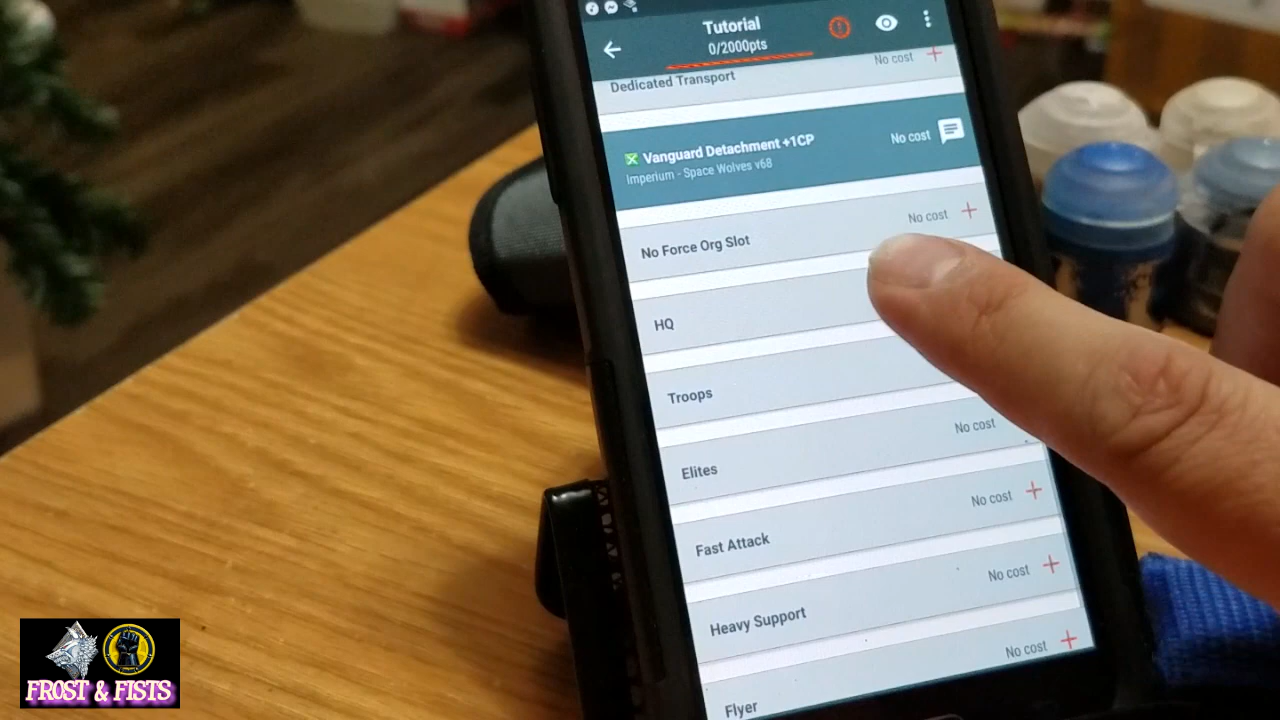 Tutorial
0/2000pts
Dedicated Transport No cost
Vanguard Detachment +1CP No cost
Imperium - Space Wolves v68
No Force Org Slot No cost
HQ
Troops
Elites No cost
Fast Attack No cost
Heavy Support No cost
Flyer No cost
FROST & FISTS